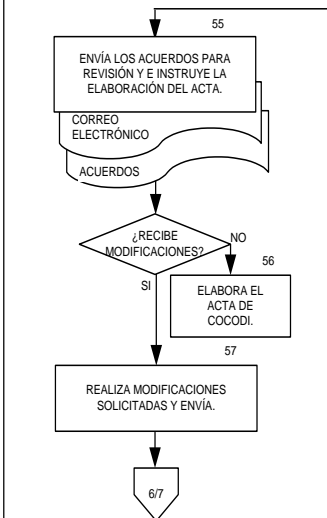 55
ENVÍA LOS ACUERDOS PARA
REVISIÓN Y E INSTRUYE LA
ELABORACIÓN DEL ACTA.
CORREO
ELECTRÓNICO
ACUERDOS
¿RECIBE
MODIFICACIONES?
NO
SI
56
ELABORA EL
ACTA DE
COCODI.
57
REALIZA MODIFICACIONES
SOLICITADAS Y ENVÍA.
6/7